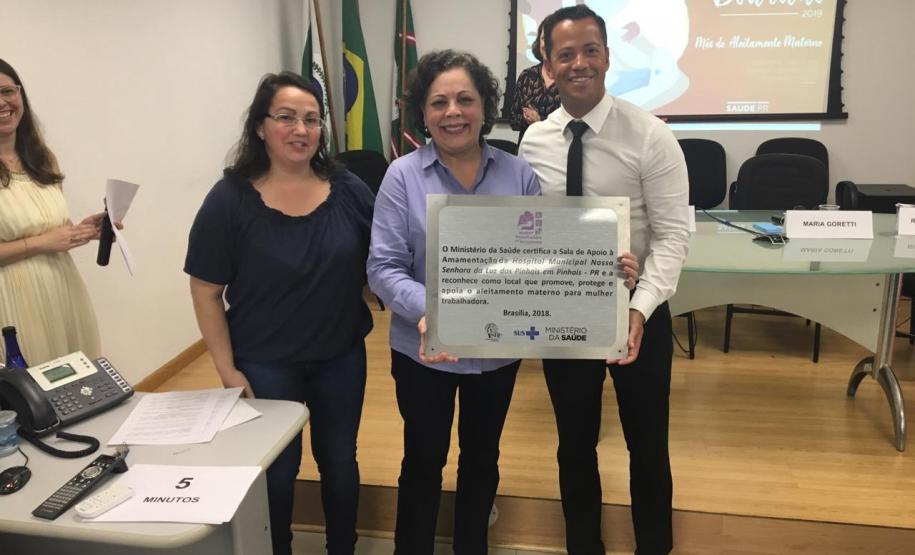 2019
Mês do Aleitamento Materno
SAÚDE PR
O Ministério da Saúde certifica a Sala de Apoio à
Amamentação da Hospital Municipal Nossa
Senhora da Luz dos Pinhais em Pinhais - PR e a
reconhece como local que promove, protege e
apoia o aleitamento materno para mulher
trabalhadora.
Brasília, 2018.
SUS
MINISTÉRIO
DA SAÚDE
MARIA GORETTI
5
MINUTOS